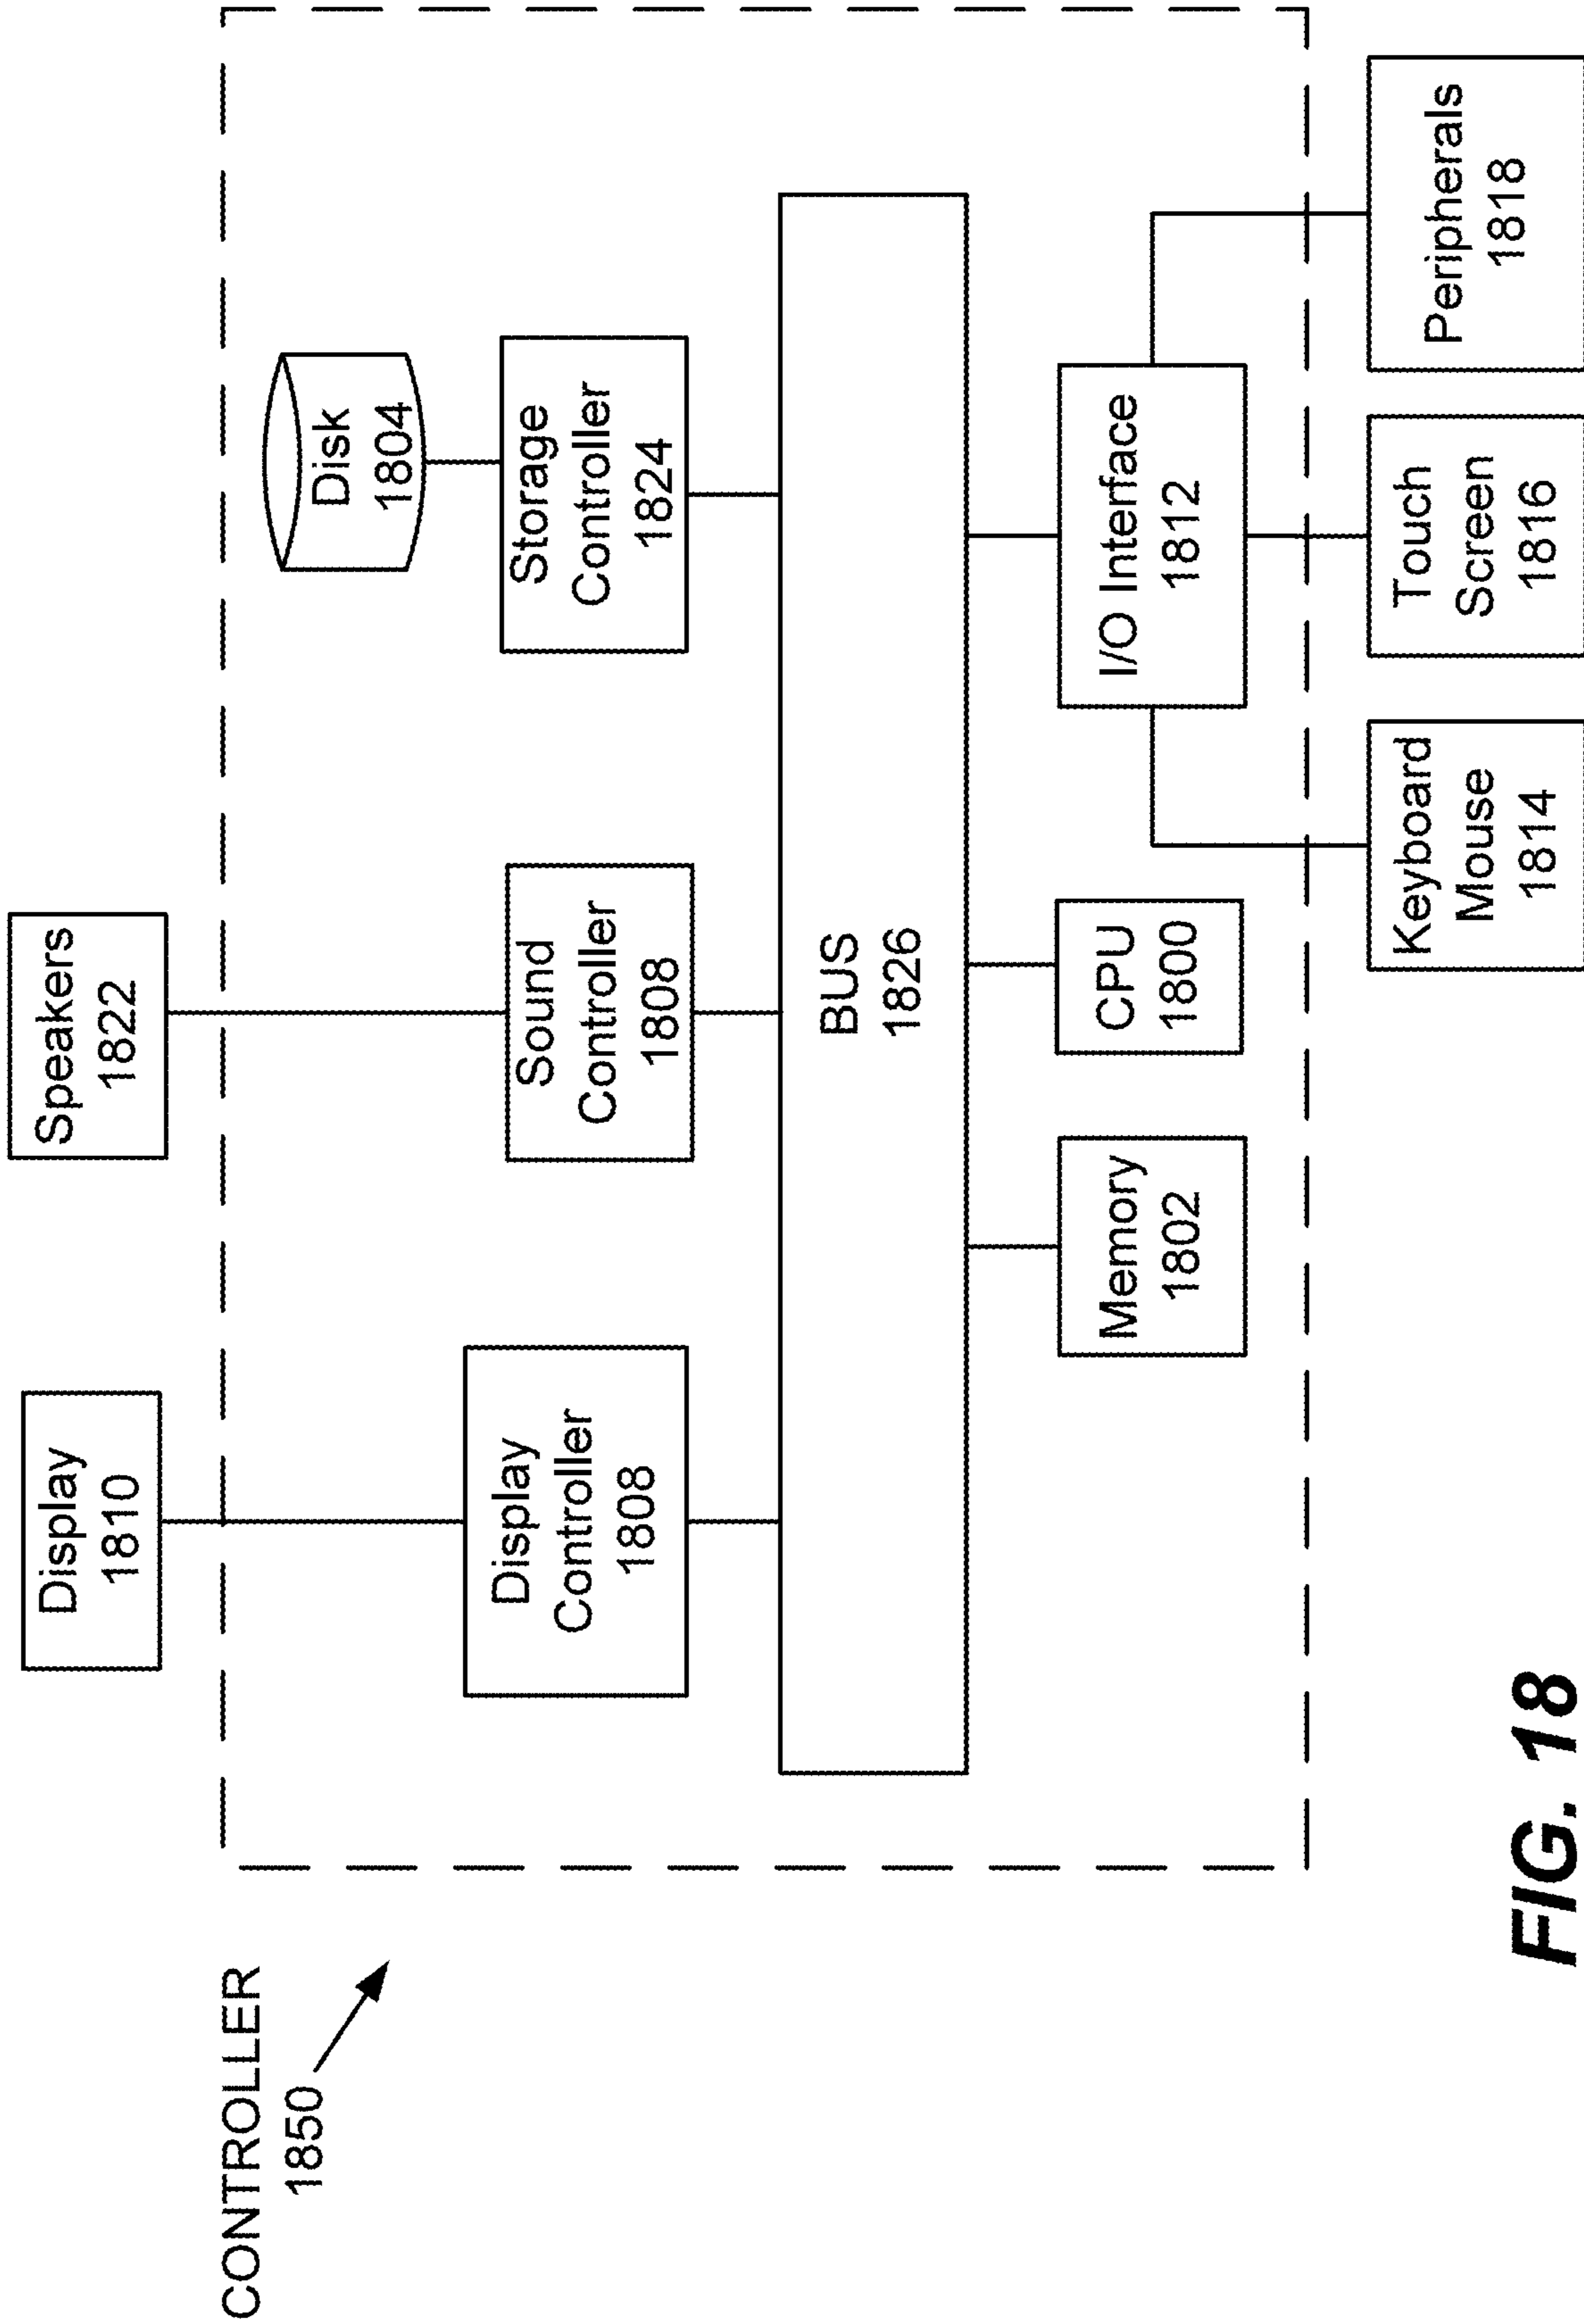 CONTROLLER
1850
Display
1810
Speakers
1822
Disk
1804
Display
Controller
1808
Sound
Controller
1808
Storage
Controller
1824
BUS
1826
Memory
1802
CPU
1800
I/O Interface
1812
Keyboard
Mouse
1814
Touch
Screen
1816
Peripherals
1818
FIG. 18